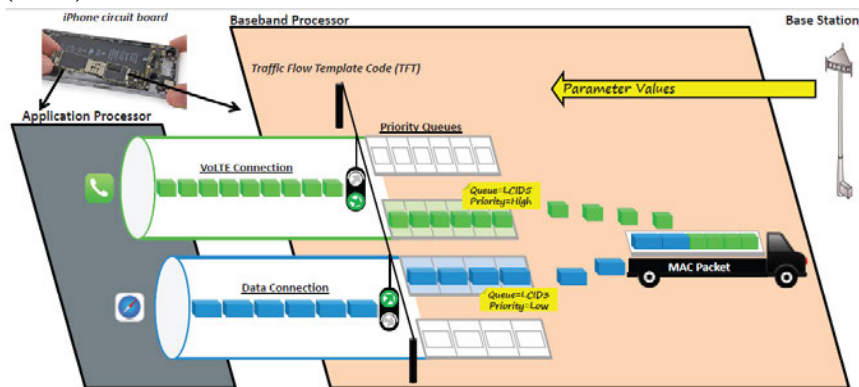 iPhone circuit board
Baseband Processor
Base Station
Traffic Flow Template Code (TFT)
Parameter Values
Application Processor
Priority Queues
VoLTE Connection
Queue=LCID5
Priority=High
MAC Packet
Data Connection
Queue=LCID3
Priority=Low